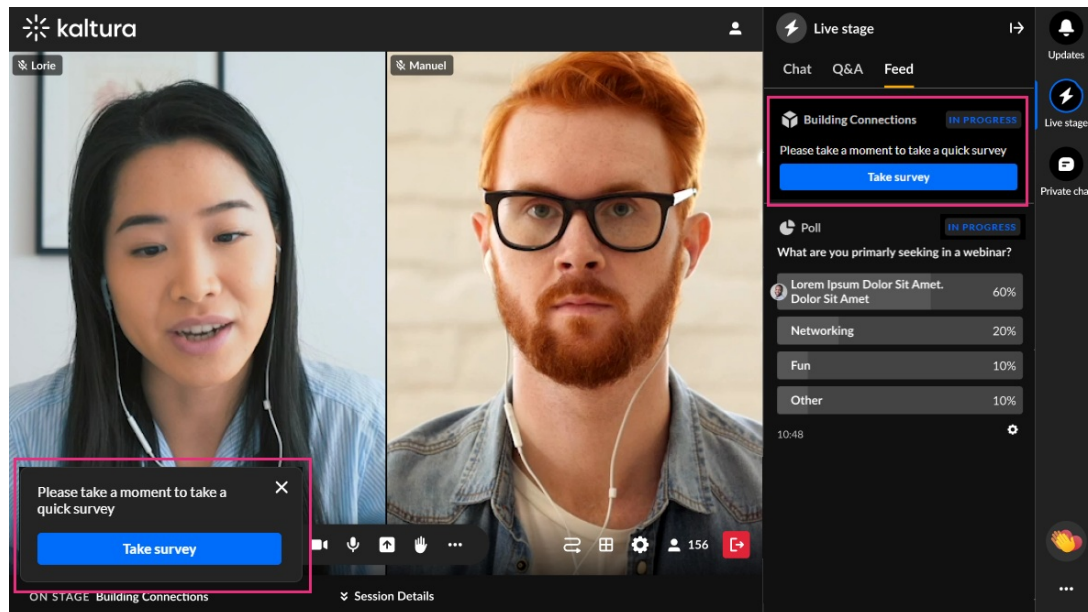 kaltura
Lorie
Manuel
Please take a moment to take a
quick survey
Take survey
156
ON STAGE Building Connections
Session Details
Live stage
Chat Q&A Feed
Building Connections IN PROGRESS
Please take a moment to take a quick survey
Take survey
Poll IN PROGRESS
What are you primarly seeking in a webinar?
Lorem Ipsum Dolor Sit Amet.
Dolor Sit Amet 60%
Networking 20%
Fun 10%
Other 10%
10:48
Updates
Live stage
Private cha